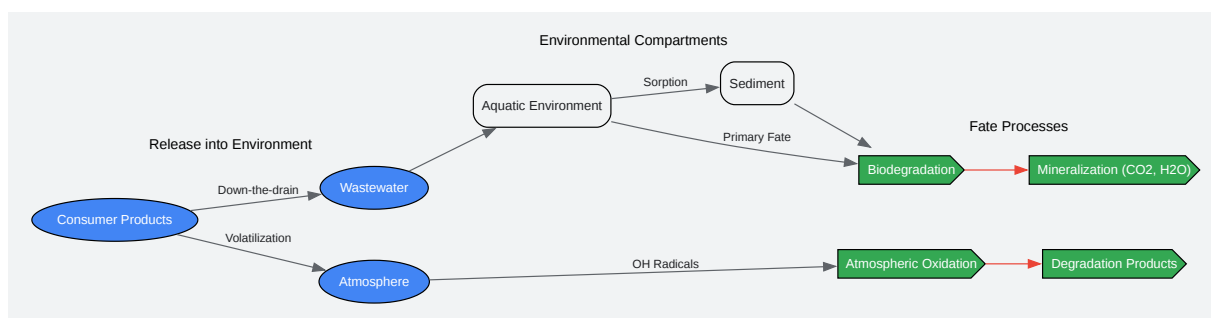 Environmental Compartments
Sorption
Sediment
Aquatic Environment
Release into Environment
Primary Fate
Fate Processes
Down-the-drain
Wastewater
Biodegradation
Mineralization (CO2, H2O)
Consumer Products
Volatilization
Atmosphere
OH Radicals
Atmospheric Oxidation
Degradation Products